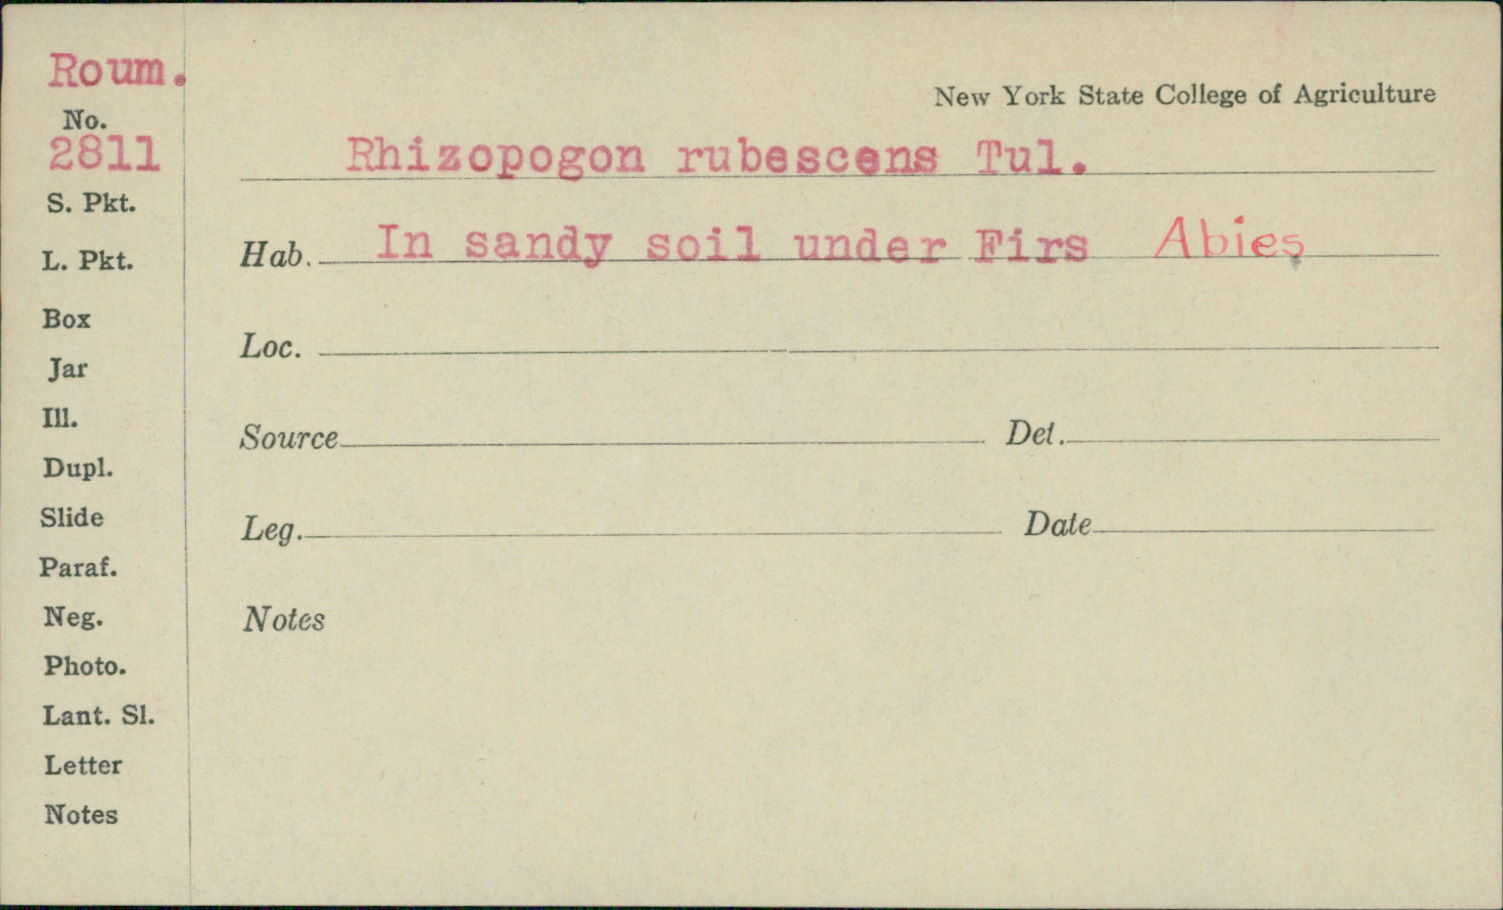 Roum.
No.
2811
S. Pkt.
L. Pkt.
Box
Jar
Ill.
Dupl.
Slide
Paraf.
Neg.
Photo.
Lant. Sl.
Letter
Notes
New York State College of Agriculture
Rhizopogon rubescens Tul.
Hab. In sandy soil under Firs Abies
Loc.
Source Det.
Leg. Date
Notes